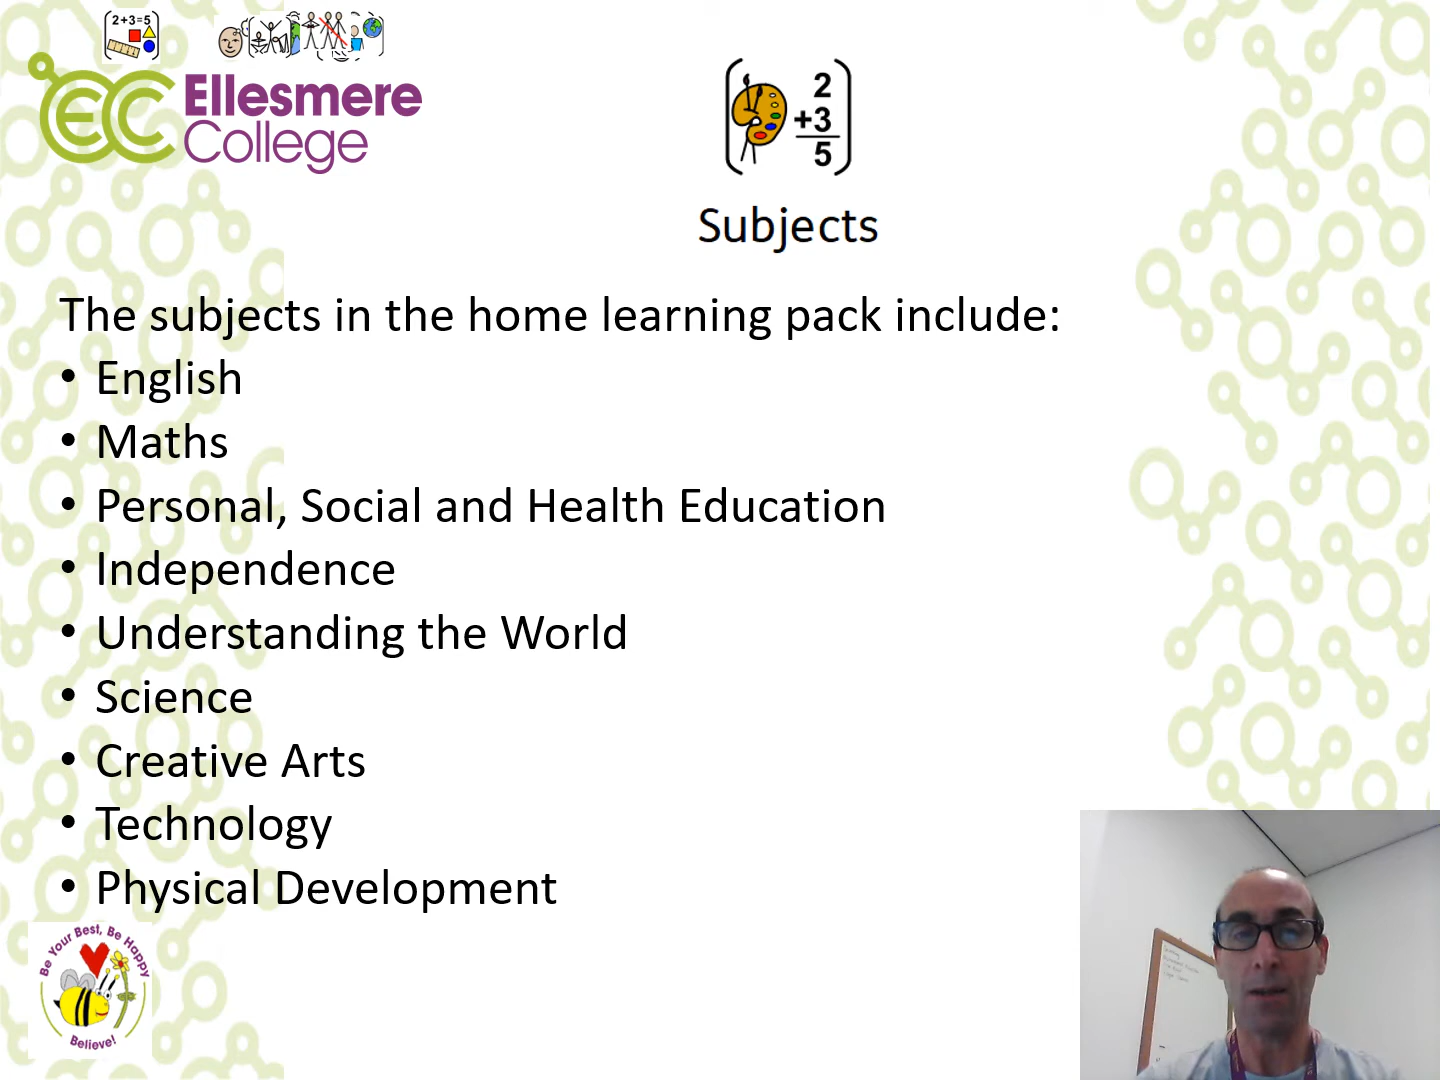 2+3=5
Ellesmere
College
2
+3
5
Subjects
The subjects in the home learning pack include:
• English
• Maths
• Personal, Social and Health Education
• Independence
• Understanding the World
• Science
• Creative Arts
• Technology
• Physical Development
Be Your Best, Be Happy
Believe!